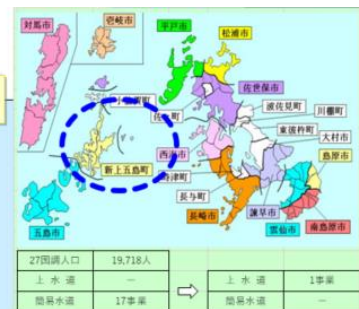 対馬市
壱岐市
平戸市
松浦市
佐世保市
波佐見町
川棚町
東彼杵町
大村市
島原市
西海市
新上五島町
時津町
長与町
五島市
長崎市
諫早市
雲仙市
南島原市
27国調人口 19,718人
上水道 － 上水道 1事業
簡易水道 17事業 ⇨ 簡易水道 －